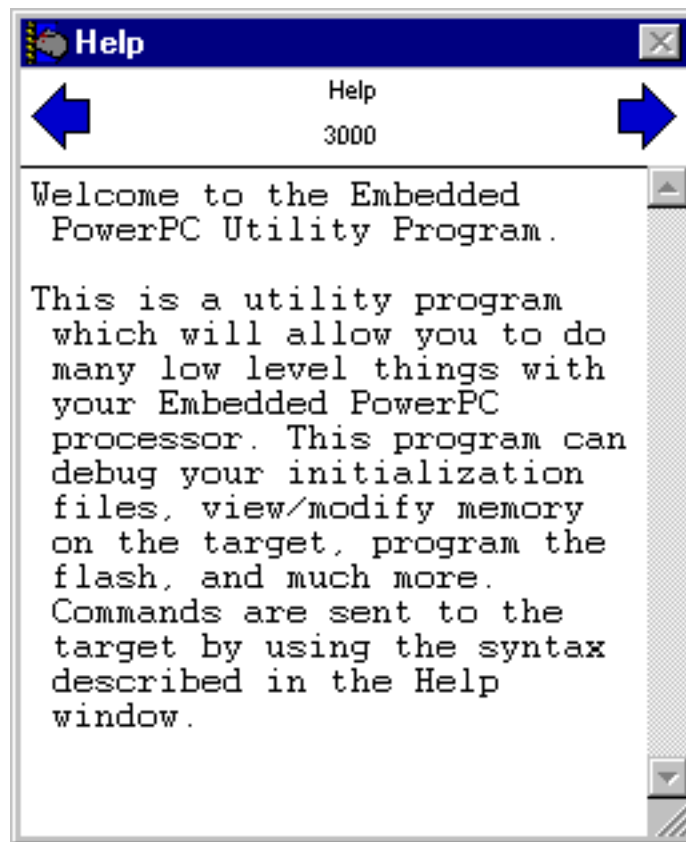 Help
Help
3000
Welcome to the Embedded
PowerPC Utility Program.
This is a utility program
which will allow you to do
many low level things with
your Embedded PowerPC
processor. This program can
debug your initialization
files, view/modify memory
on the target, program the
flash, and much more.
Commands are sent to the
target by using the syntax
described in the Help
window.